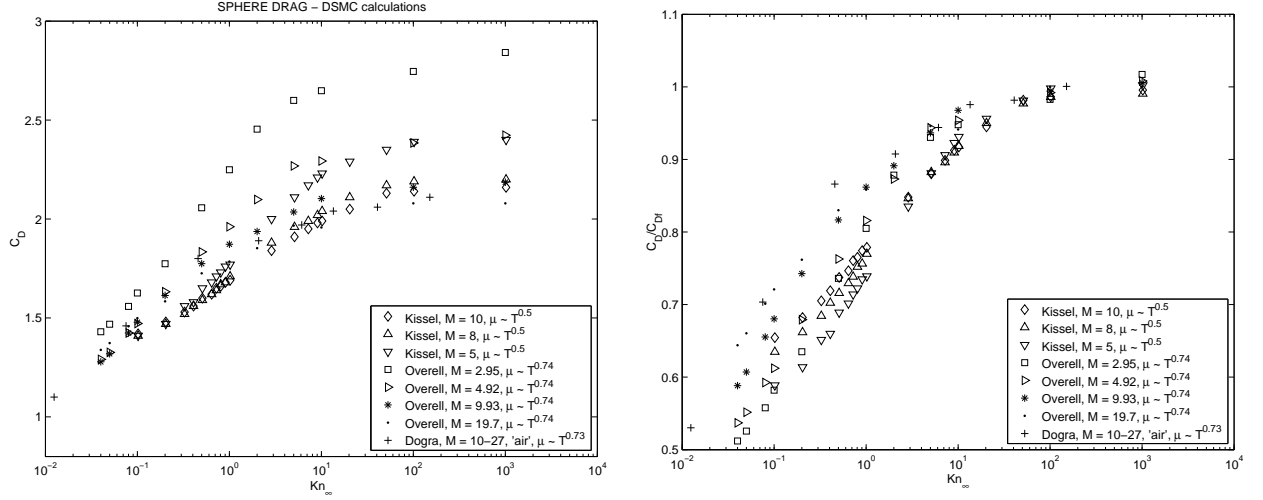 SPHERE DRAG – DSMC calculations
3
2.5
2
1.5
1
C_D
10^−2
10^−1
10^0
10^1
10^2
10^3
10^4
Kn_∞
Kissel, M = 10, μ ~ T^0.5
Kissel, M = 8, μ ~ T^0.5
Kissel, M = 5, μ ~ T^0.5
Overell, M = 2.95, μ ~ T^0.74
Overell, M = 4.92, μ ~ T^0.74
Overell, M = 9.93, μ ~ T^0.74
Overell, M = 19.7, μ ~ T^0.74
Dogra, M = 10−27, 'air', μ ~ T^0.73
1.1
1
0.9
0.8
0.7
0.6
0.5
C_D/C_Df
10^−2
10^−1
10^0
10^1
10^2
10^3
10^4
Kn_∞
Kissel, M = 10, μ ~ T^0.5
Kissel, M = 8, μ ~ T^0.5
Kissel, M = 5, μ ~ T^0.5
Overell, M = 2.95, μ ~ T^0.74
Overell, M = 4.92, μ ~ T^0.74
Overell, M = 9.93, μ ~ T^0.74
Overell, M = 19.7, μ ~ T^0.74
Dogra, M = 10−27, 'air', μ ~ T^0.73